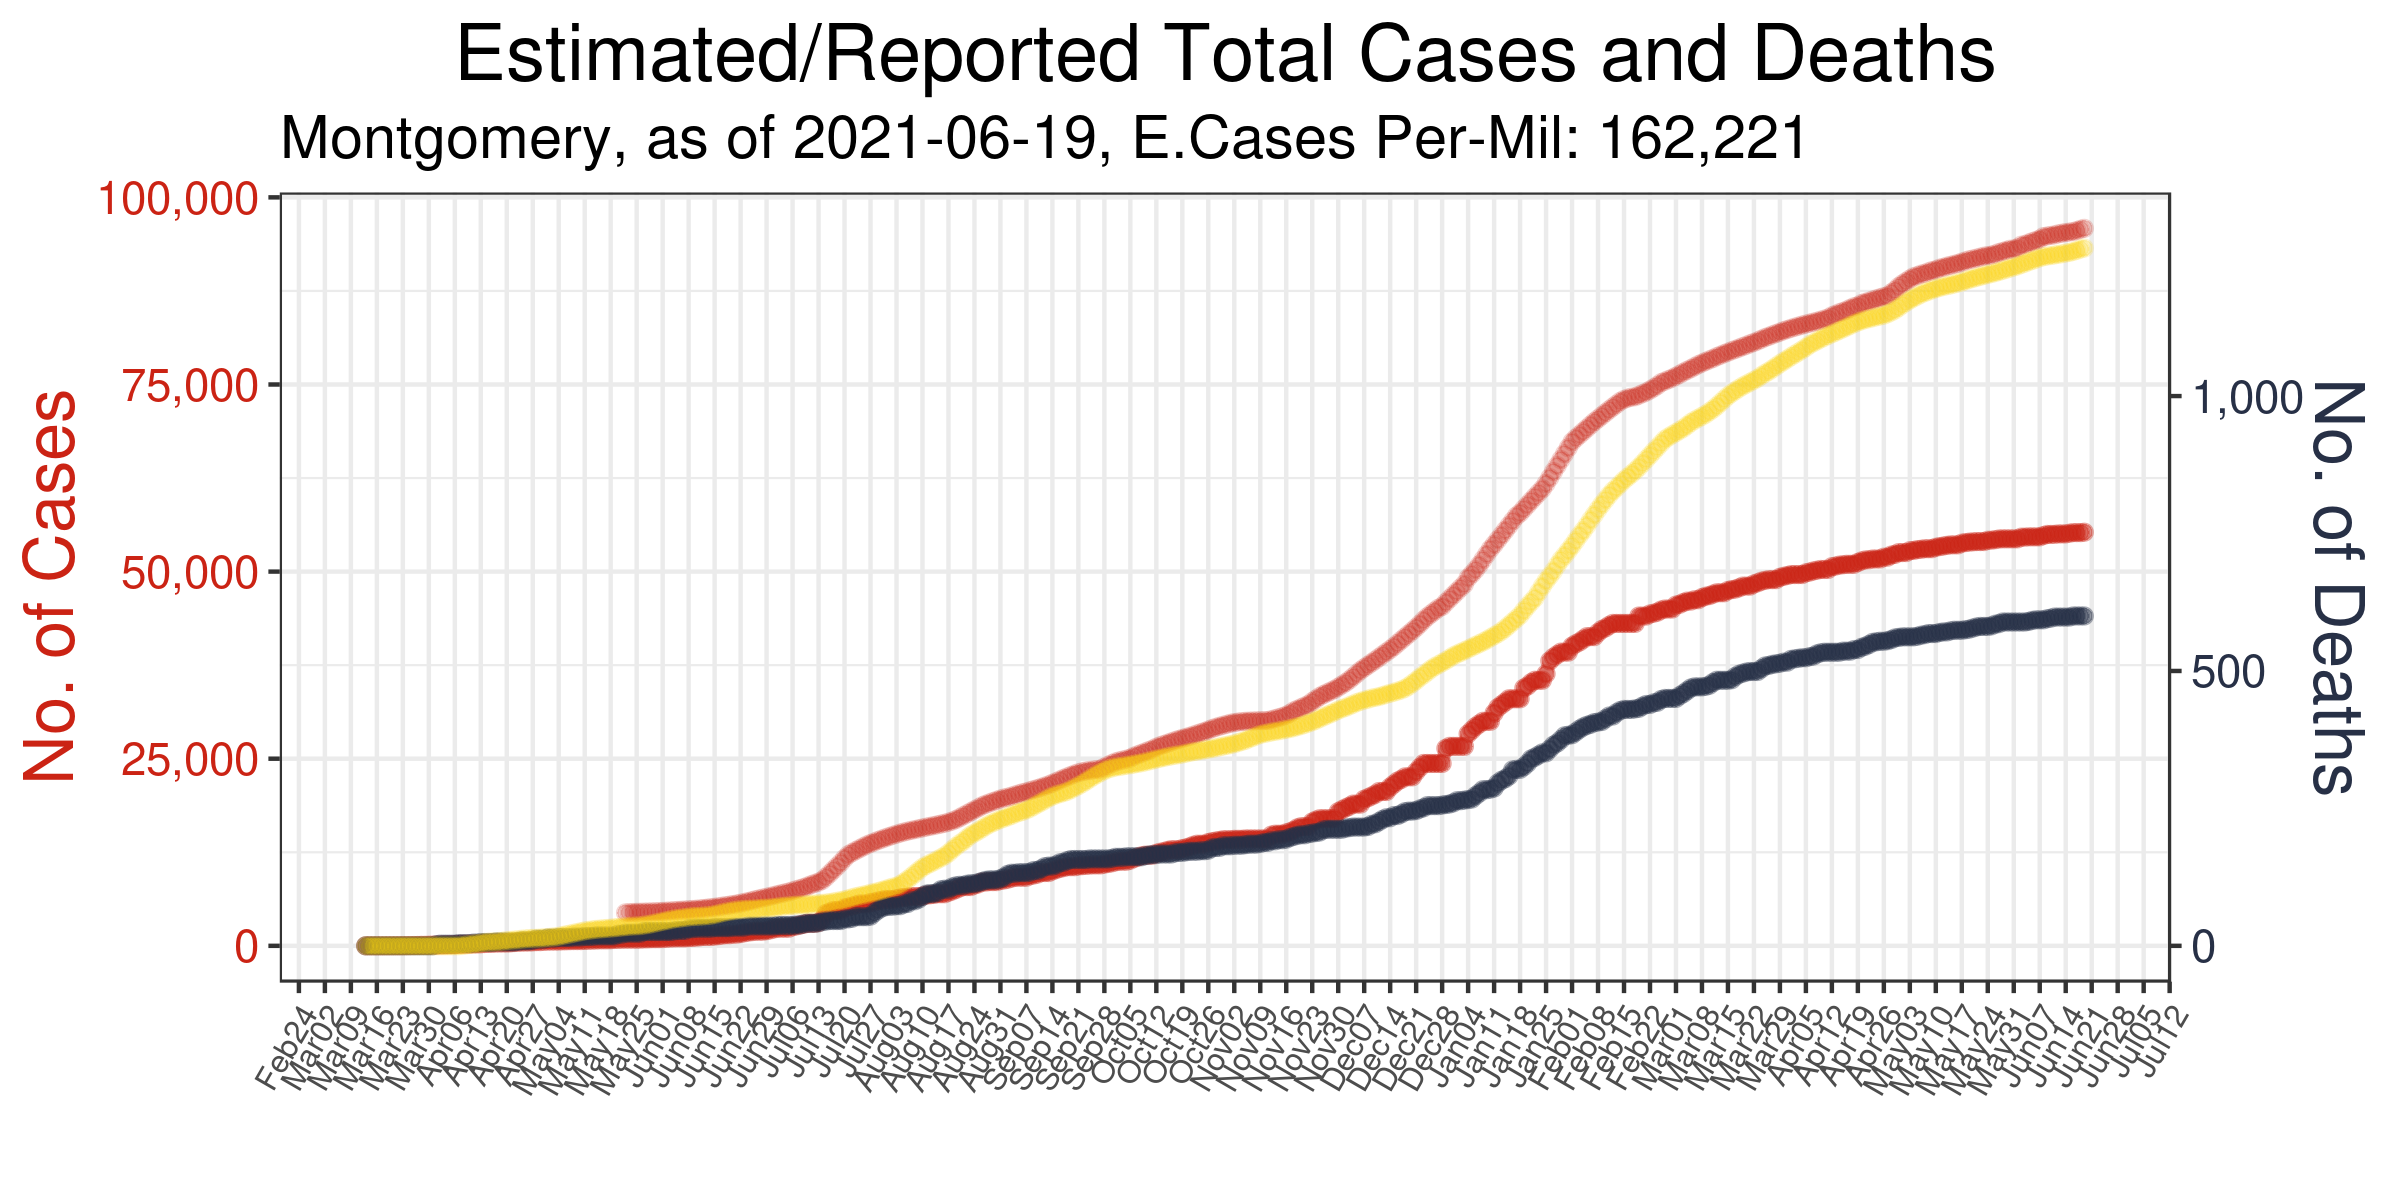 Estimated/Reported Total Cases and Deaths
Montgomery, as of 2021-06-19, E.Cases Per-Mil: 162,221
No. of Cases
100,000
75,000
50,000
25,000
0
1,000
500
0
No. of Deaths
Feb24
Mar02
Mar09
Mar16
Mar23
Mar30
Apr06
Apr13
Apr20
Apr27
May04
May11
May18
May25
Jun01
Jun08
Jun15
Jun22
Jun29
Jul06
Jul13
Jul20
Jul27
Aug03
Aug10
Aug17
Aug24
Aug31
Sep07
Sep14
Sep21
Sep28
Oct05
Oct12
Oct19
Oct26
Nov02
Nov09
Nov16
Nov23
Nov30
Dec07
Dec14
Dec21
Dec28
Jan04
Jan11
Jan18
Jan25
Feb01
Feb08
Feb15
Feb22
Mar01
Mar08
Mar15
Mar22
Mar29
Apr05
Apr12
Apr19
Apr26
May03
May10
May17
May24
May31
Jun07
Jun14
Jun21
Jun28
Jul05
Jul12